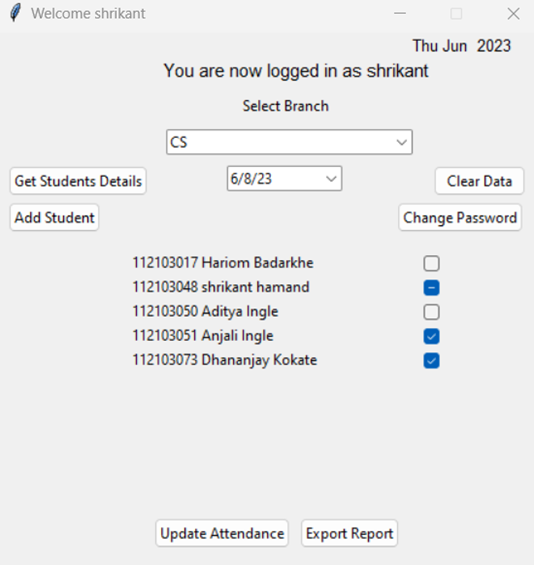 Welcome shrikant
Thu Jun  2023
You are now logged in as shrikant
Select Branch
CS
Get Students Details
6/8/23
Clear Data
Add Student
Change Password
112103017 Hariom Badarkhe
112103048 shrikant hamand
112103050 Aditya Ingle
112103051 Anjali Ingle
112103073 Dhananjay Kokate
Update Attendance
Export Report